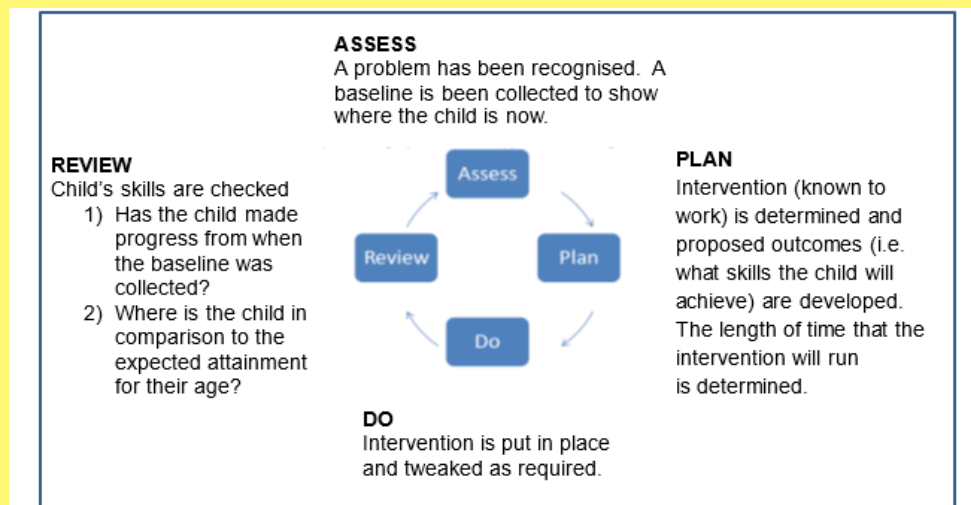 ASSESS
A problem has been recognised.  A
baseline is been collected to show
where the child is now.
REVIEW
Child's skills are checked
1) Has the child made
progress from when
the baseline was
collected?
2) Where is the child in
comparison to the
expected attainment
for their age?
Assess
Review
Plan
Do
PLAN
Intervention (known to
work) is determined and
proposed outcomes (i.e.
what skills the child will
achieve) are developed.
The length of time that the
intervention will run
is determined.
DO
Intervention is put in place
and tweaked as required.